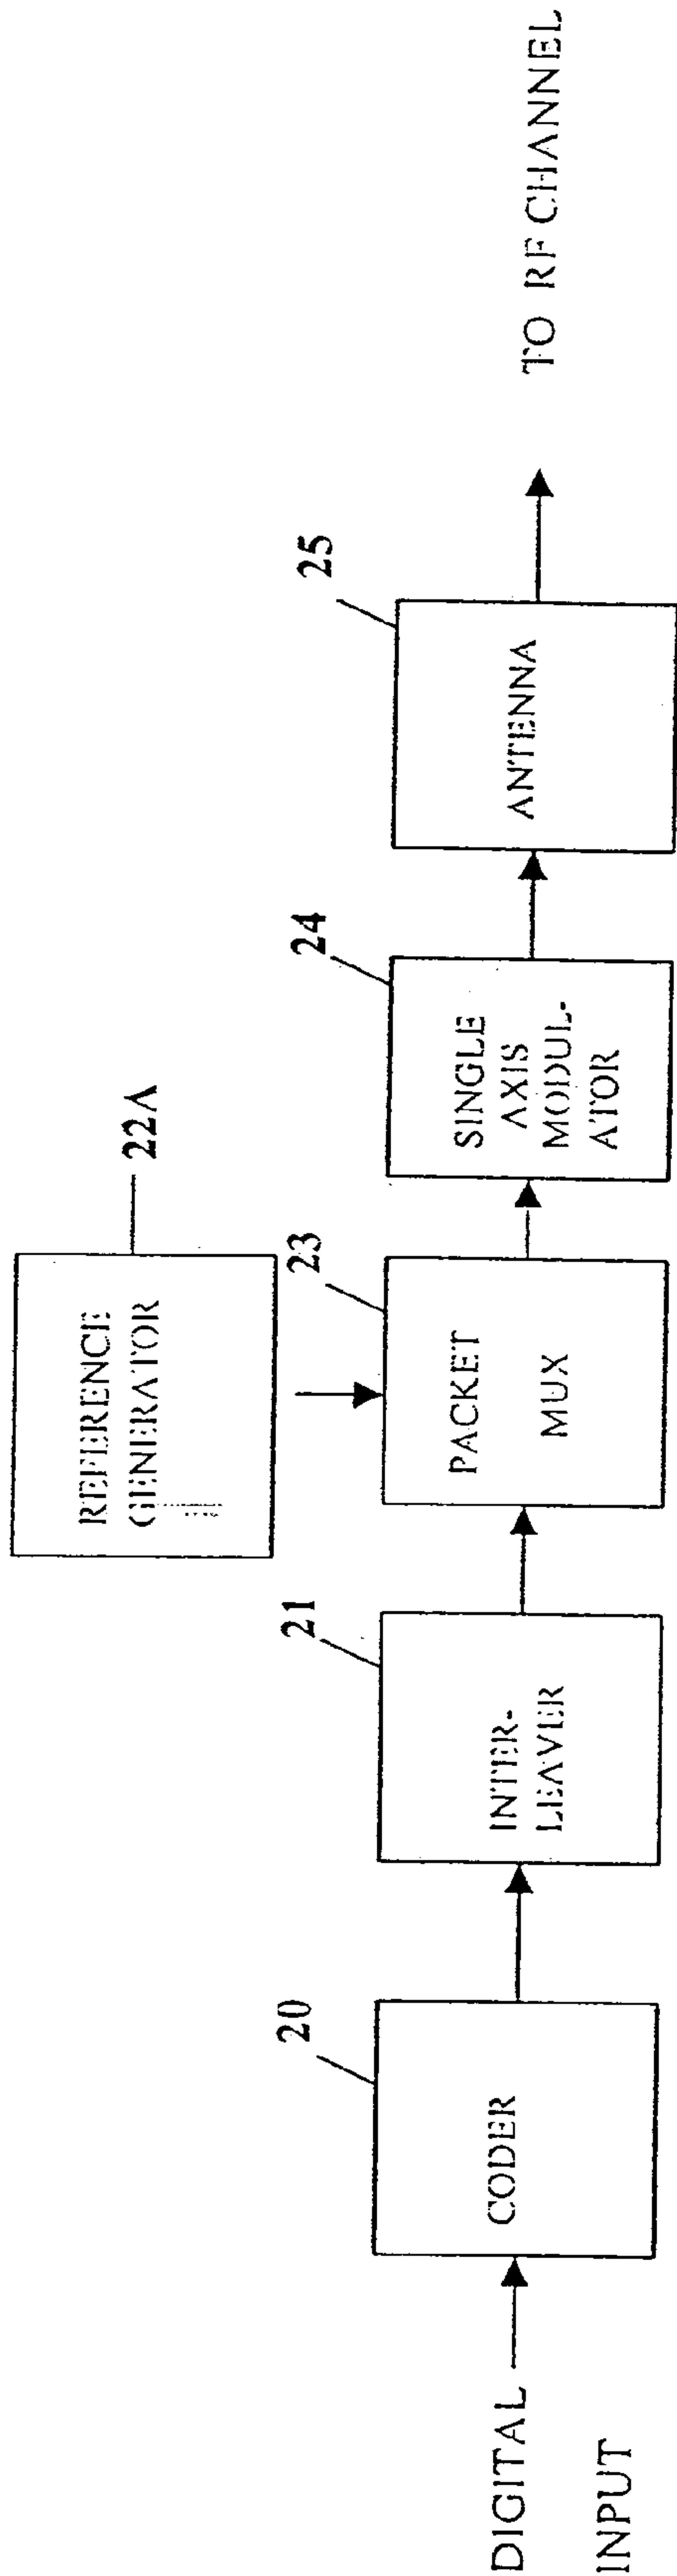 REFERENCE
GENERATOR
22A
DIGITAL
INPUT
20
CODER
21
INTER-
LEAVER
23
PACKET
MUX
24
SINGLE
AXIS
MODUL-
ATOR
25
ANTENNA
TO RF CHANNEL